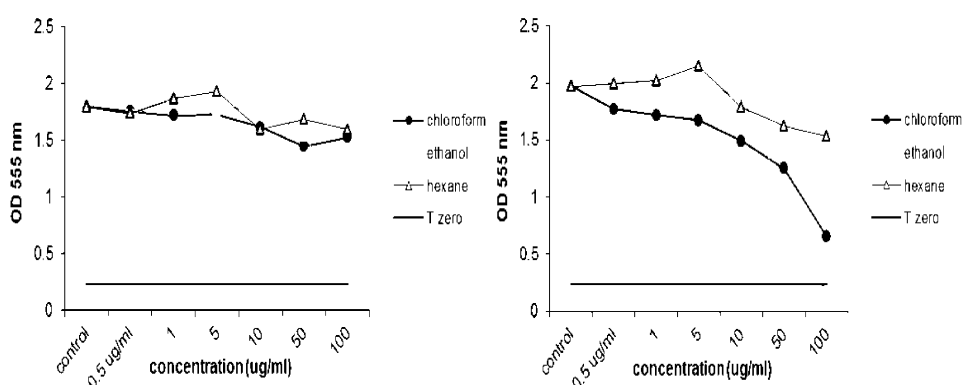 2.5
2
1.5
1
0.5
0
OD 555 nm
control
0.5 ug/ml
1
5
10
50
100
concentration(ug/ml)
chloroform
ethanol
hexane
T zero
2.5
2
1.5
1
0.5
0
OD 555 nm
control
0.5 ug/ml
1
5
10
50
100
concentration(ug/ml)
chloroform
ethanol
hexane
T zero